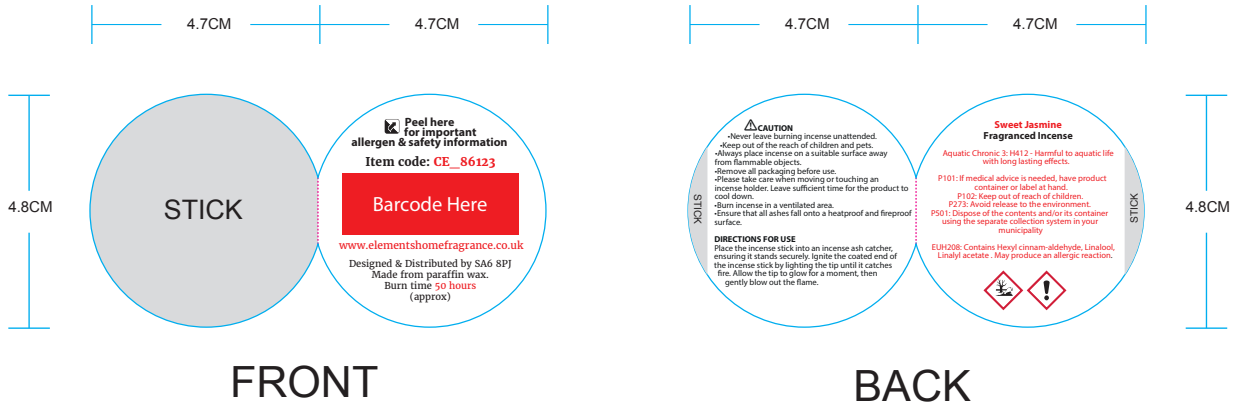 4.7CM
4.7CM
4.7CM
4.7CM
4.8CM
4.8CM
STICK
Peel here
for important
allergen & safety information
Item code: CE_86123
Barcode Here
www.elementshomefragrance.co.uk
Designed & Distributed by SA6 8PJ
Made from paraffin wax.
Burn time 50 hours
(approx)
FRONT
STICK
CAUTION
•Never leave burning incense unattended.
•Keep out of the reach of children and pets.
•Always place incense on a suitable surface away
from flammable objects.
•Remove all packaging before use.
•Please take care when moving or touching an
incense holder. Leave sufficient time for the product to
cool down.
•Burn incense in a ventilated area.
•Ensure that all ashes fall onto a heatproof and fireproof
surface.
DIRECTIONS FOR USE
Place the incense stick into an incense ash catcher,
ensuring it stands securely. Ignite the coated end of
the incense stick by lighting the tip until it catches
fire. Allow the tip to glow for a moment, then
gently blow out the flame.
Sweet Jasmine
Fragranced Incense
Aquatic Chronic 3: H412 - Harmful to aquatic life
with long lasting effects.
P101: If medical advice is needed, have product
container or label at hand.
P102: Keep out of reach of children.
P273: Avoid release to the environment.
P501: Dispose of the contents and/or its container
using the separate collection system in your
municipality
EUH208: Contains Hexyl cinnam-aldehyde, Linalool,
Linalyl acetate . May produce an allergic reaction.
STICK
BACK